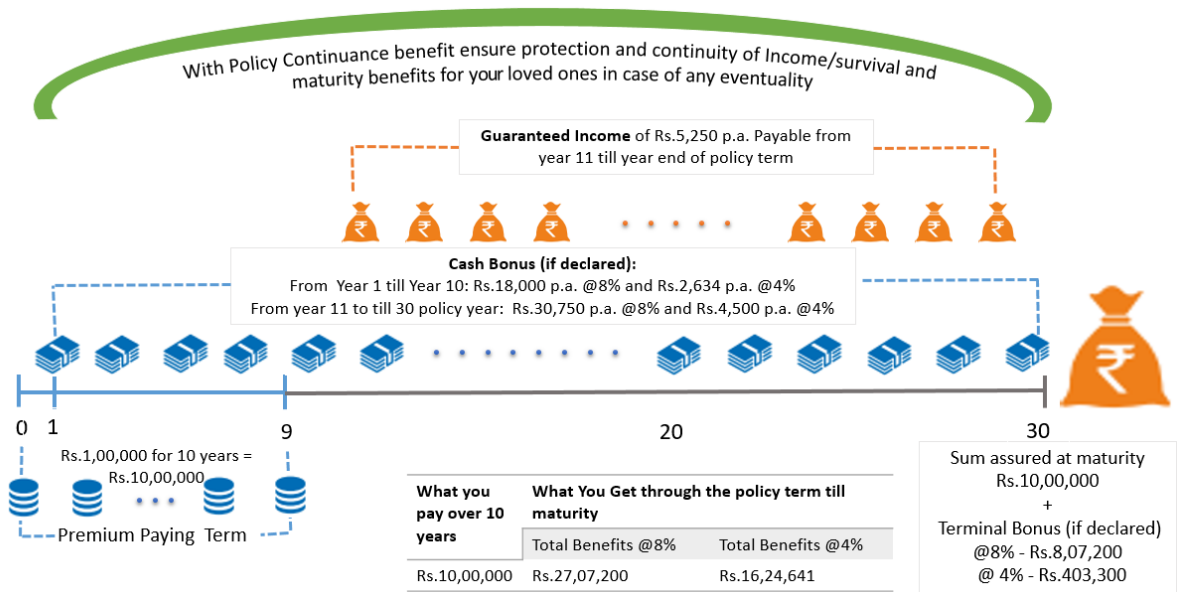 With Policy Continuance benefit ensure protection and continuity of Income/survival and
maturity benefits for your loved ones in case of any eventuality
Guaranteed Income of Rs.5,250 p.a. Payable from
year 11 till year end of policy term
₹ ₹ ₹ ₹ ₹ ₹ ₹ ₹
Cash Bonus (if declared):
From Year 1 till Year 10: Rs.18,000 p.a. @8% and Rs.2,634 p.a. @4%
From year 11 to till 30 policy year: Rs.30,750 p.a. @8% and Rs.4,500 p.a. @4%
₹
0 1 9 20 30
Rs.1,00,000 for 10 years =
Rs.10,00,000
Premium Paying Term
What you
pay over 10
years
What You Get through the policy term till
maturity
Total Benefits @8% Total Benefits @4%
Rs.10,00,000 Rs.27,07,200 Rs.16,24,641
Sum assured at maturity
Rs.10,00,000
+
Terminal Bonus (if declared)
@8% - Rs.8,07,200
@ 4% - Rs.403,300